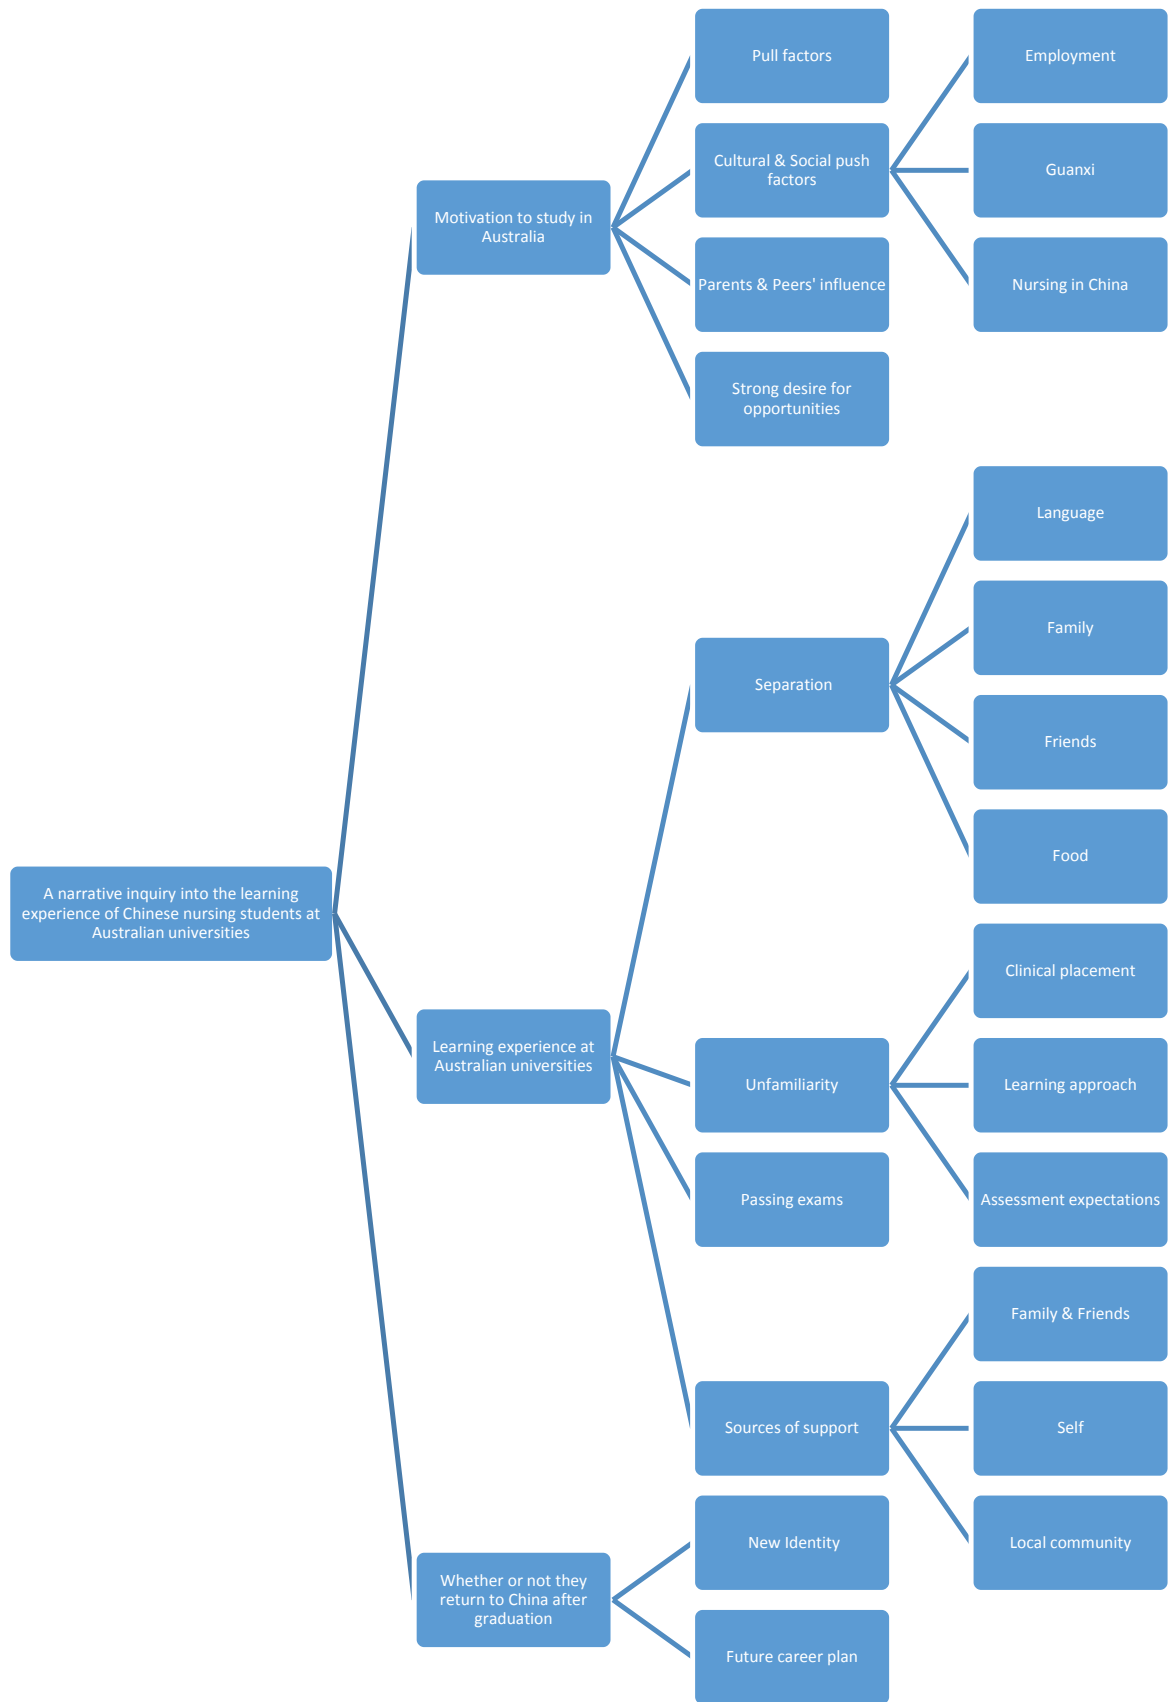 A narrative inquiry into the learning
experience of Chinese nursing students at
Australian universities
Motivation to study in
Australia
Pull factors
Cultural & Social push
factors
Employment
Guanxi
Nursing in China
Parents & Peers' influence
Strong desire for
opportunities
Learning experience at
Australian universities
Separation
Language
Family
Friends
Food
Unfamiliarity
Clinical placement
Learning approach
Assessment expectations
Passing exams
Sources of support
Family & Friends
Self
Local community
Whether or not they
return to China after
graduation
New Identity
Future career plan